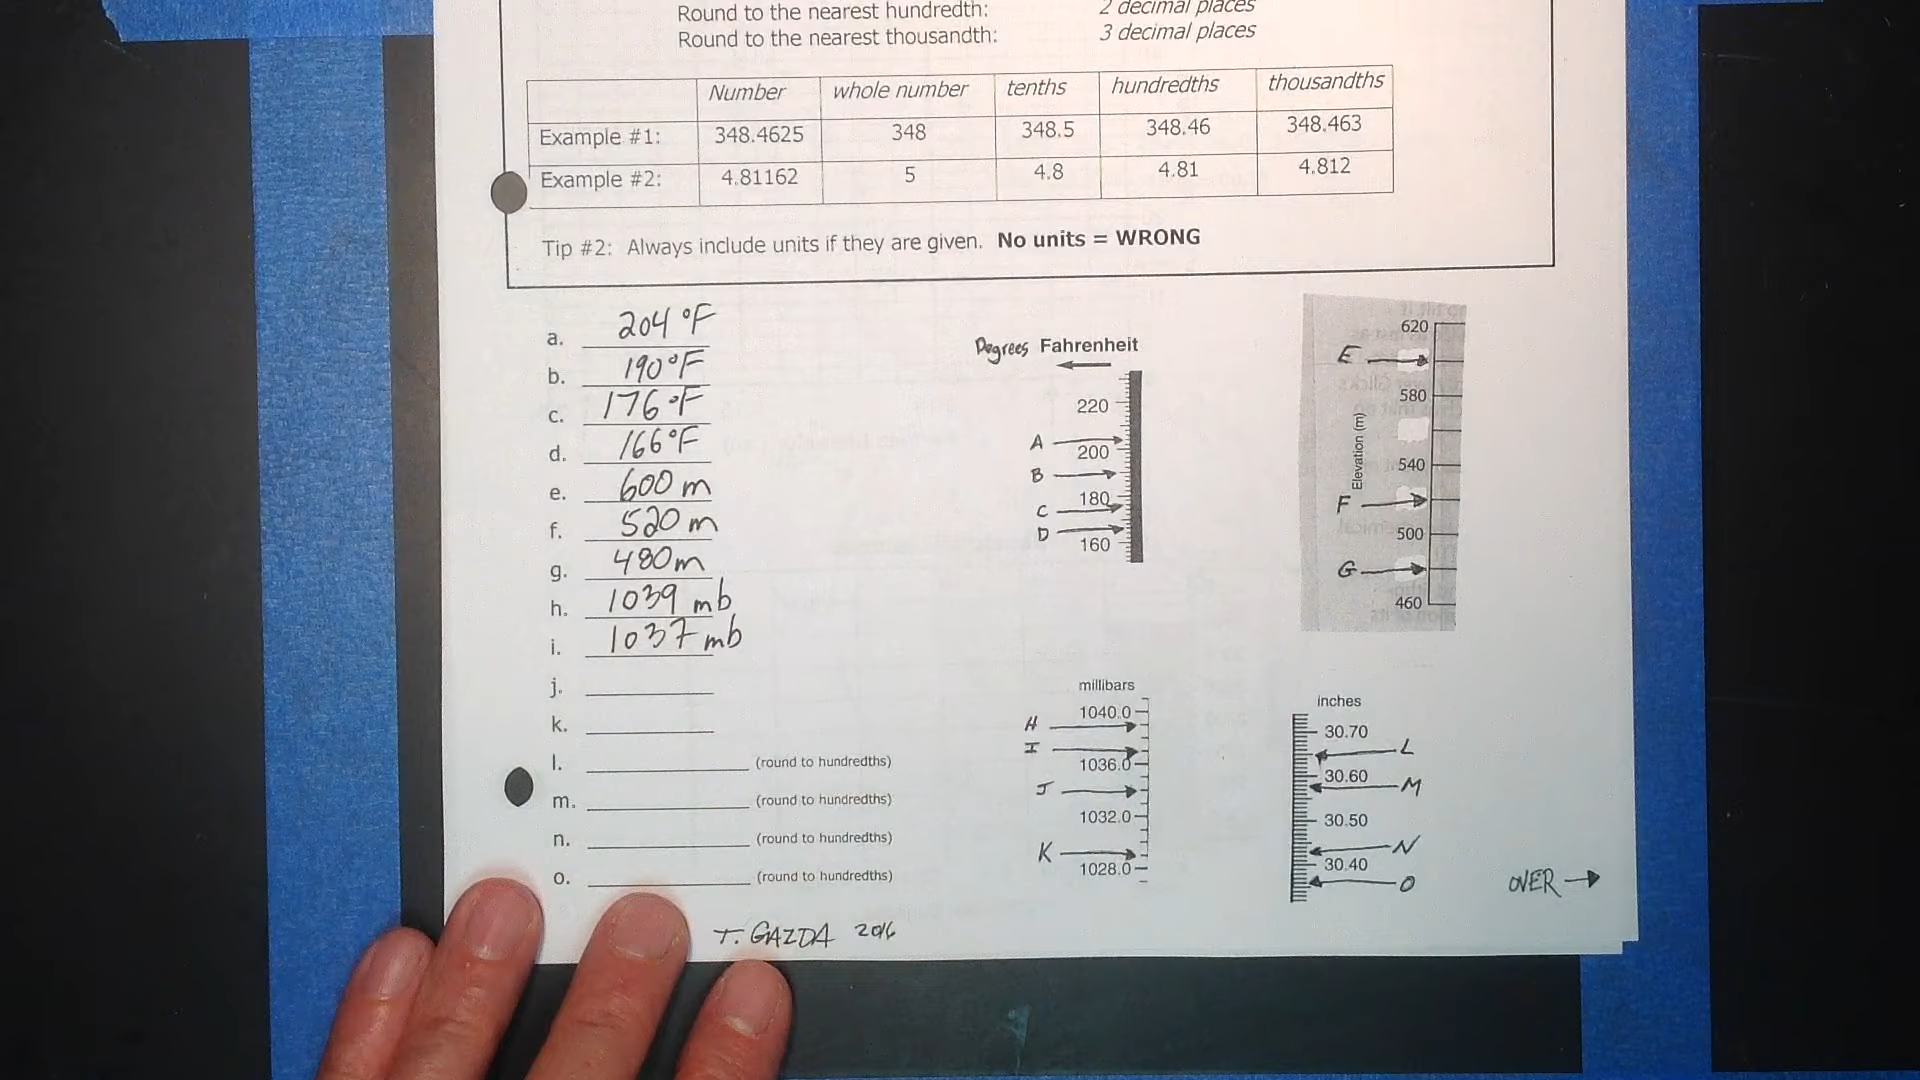 Round to the nearest hundredth: 2 decimal places
Round to the nearest thousandth: 3 decimal places
Number whole number tenths hundredths thousandths
Example #1: 348.4625 348 348.5 348.46 348.463
Example #2: 4.81162 5 4.8 4.81 4.812
Tip #2: Always include units if they are given. No units = WRONG
a. 204 °F
b. 190°F
c. 176°F
d. 166°F
e. 600 m
f. 520 m
g. 480m
h. 1039 mb
i. 1037 mb
j.
k.
l. (round to hundredths)
m. (round to hundredths)
n. (round to hundredths)
o. (round to hundredths)
T. GAZDA 2016
Degrees Fahrenheit
220
A
200
B
180
C
D
160
620
E
580
Elevation (m)
540
F
500
G
460
millibars
1040.0
H
I
1036.0
J
1032.0
K
1028.0
inches
30.70
L
30.60
M
30.50
N
30.40
O
OVER →